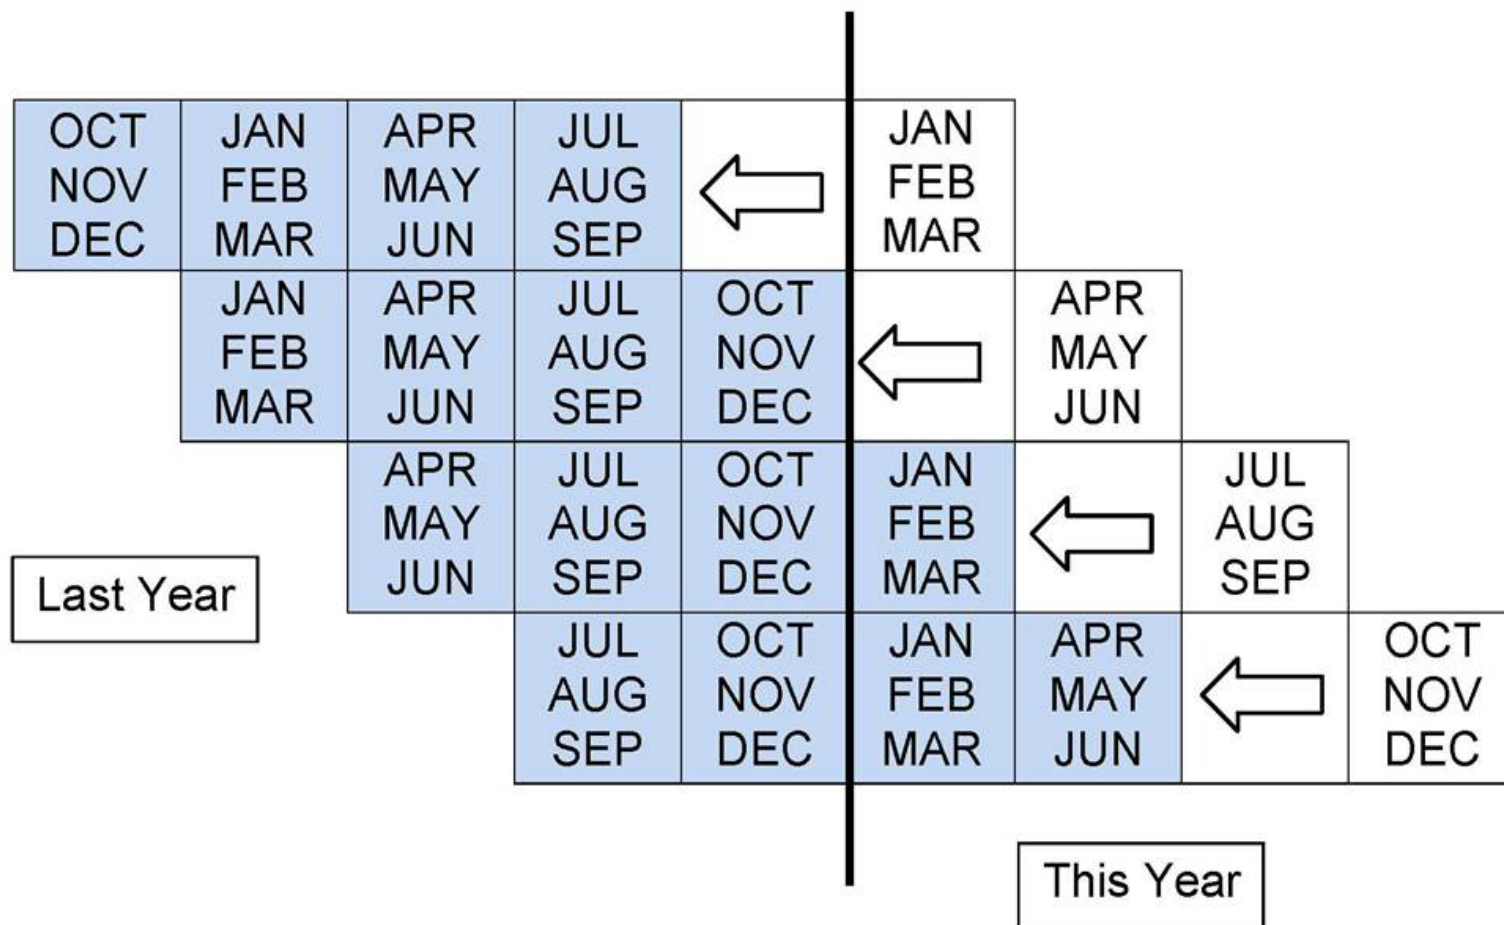 OCT JAN APR JUL JAN
NOV FEB MAY AUG FEB
DEC MAR JUN SEP MAR
JAN APR JUL OCT APR
FEB MAY AUG NOV MAY
MAR JUN SEP DEC JUN
APR JUL OCT JAN JUL
MAY AUG NOV FEB AUG
JUN SEP DEC MAR SEP
Last Year
JUL OCT JAN APR OCT
AUG NOV FEB MAY NOV
SEP DEC MAR JUN DEC
This Year